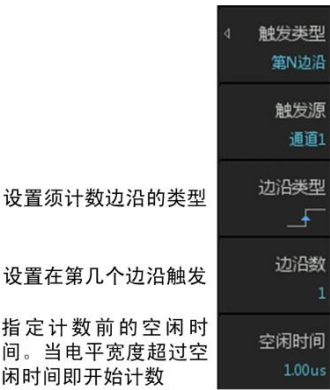 触发类型
第N边沿
触发源
通道1
设置须计数边沿的类型
边沿类型
设置在第几个边沿触发
边沿数
1
指定计数前的空闲时
间。当电平宽度超过空
闲时间即开始计数
空闲时间
1.00us